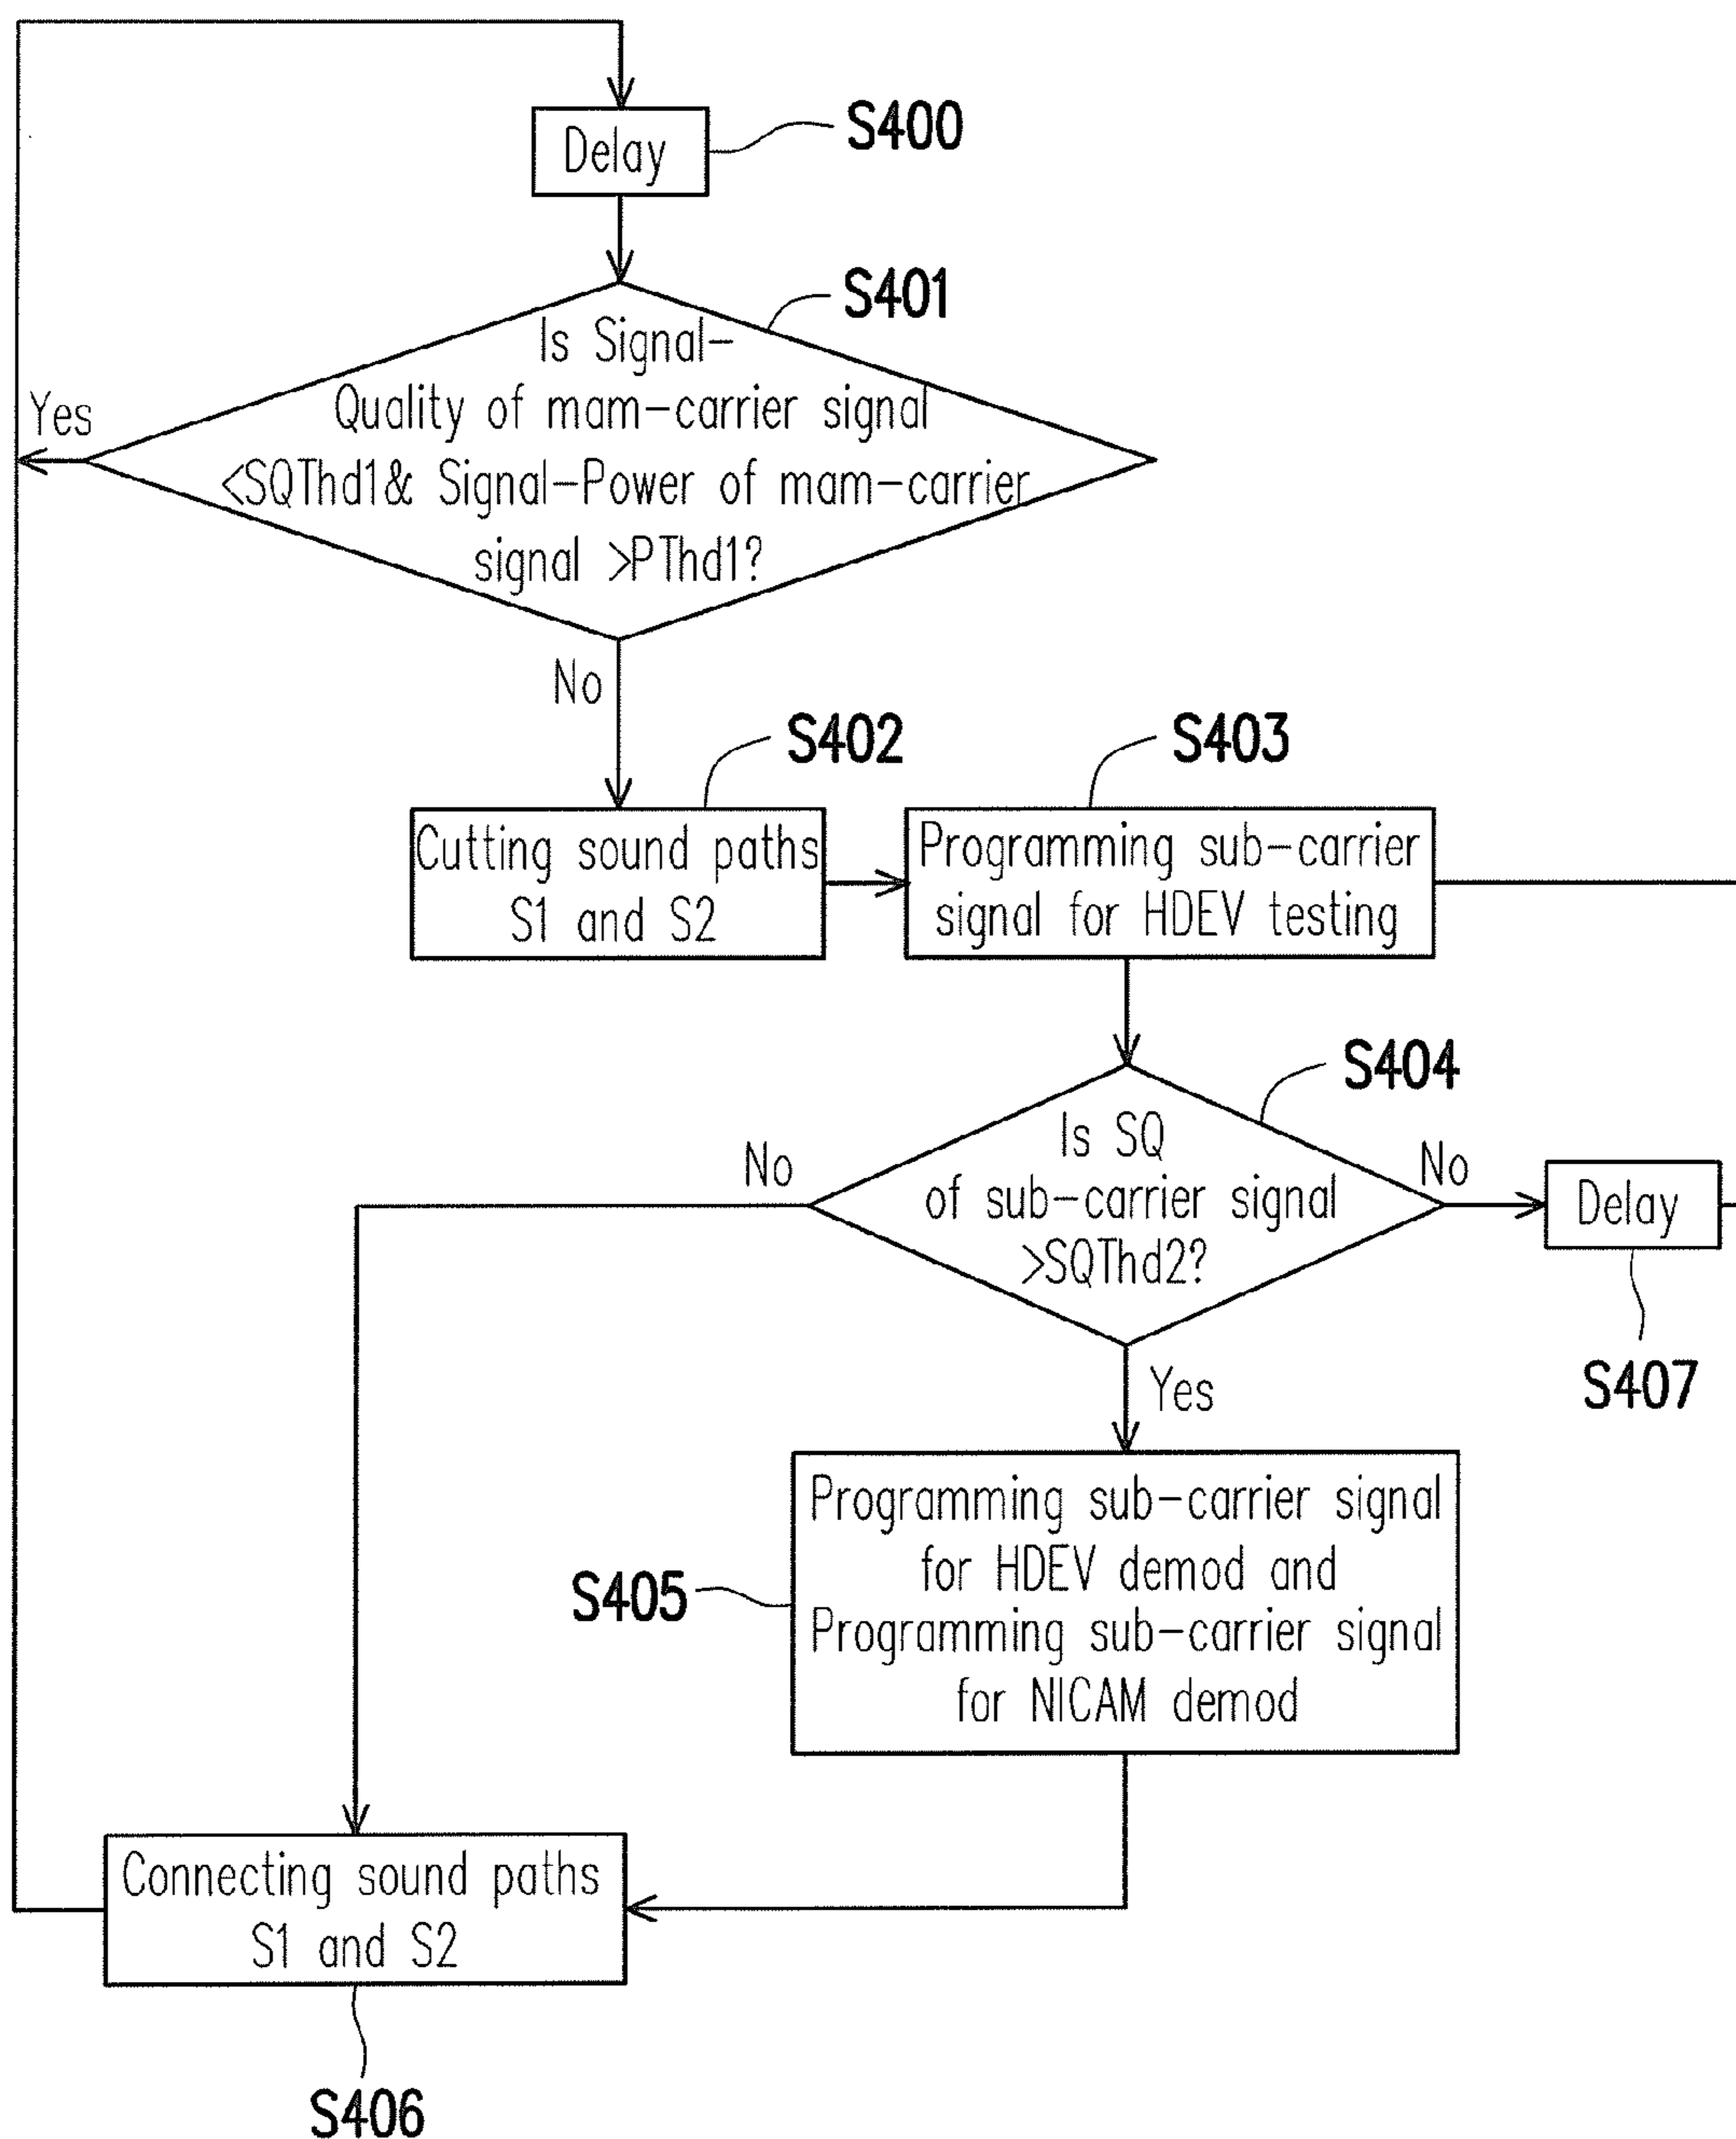 Delay
S400
S401
Is Signal-
Quality of mam-carrier signal
<SQThd1& Signal-Power of mam-carrier
signal >PThd1?
Yes
No
S402
Cutting sound paths
S1 and S2
S403
Programming sub-carrier
signal for HDEV testing
S404
Is SQ
of sub-carrier signal
>SQThd2?
No
No
Delay
S407
Yes
S405
Programming sub-carrier signal
for HDEV demod and
Programming sub-carrier signal
for NICAM demod
Connecting sound paths
S1 and S2
S406